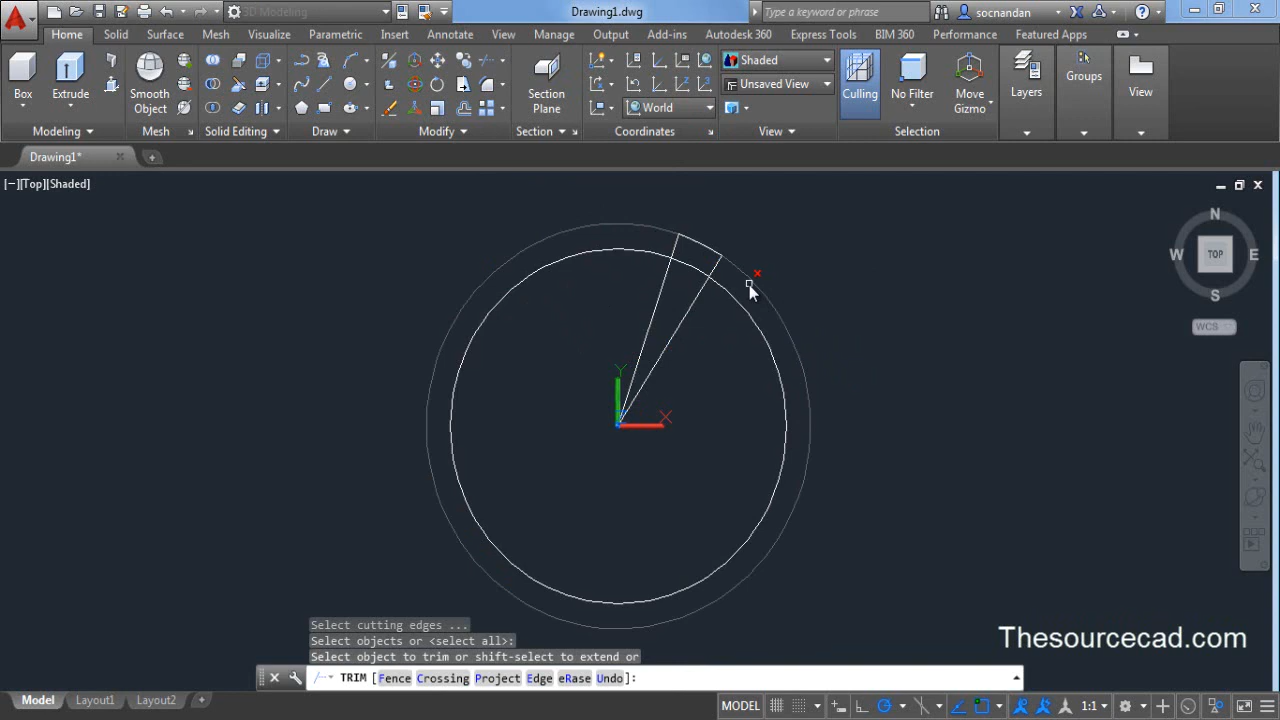 3D Modeling
Drawing1.dwg
Type a keyword or phrase
socnandan
Home Solid Surface Mesh Visualize Parametric Insert Annotate View Manage Output Add-ins Autodesk 360 Express Tools BIM 360 Performance Featured Apps
Box
Extrude
Smooth
Object
Section
Plane
World
Shaded
Unsaved View
Culling
No Filter
Move
Gizmo
Layers
Groups
View
Modeling
Mesh
Solid Editing
Draw
Modify
Section
Coordinates
View
Selection
Drawing1*
[−][Top][Shaded]
N
W TOP E
S
WCS
Y
X
Select cutting edges ...
Select objects or <select all>:
Select object to trim or shift-select to extend or
TRIM [Fence Crossing Project Edge eRase Undo]:
Thesourcecad.com
Model Layout1 Layout2 +
MODEL
1:1